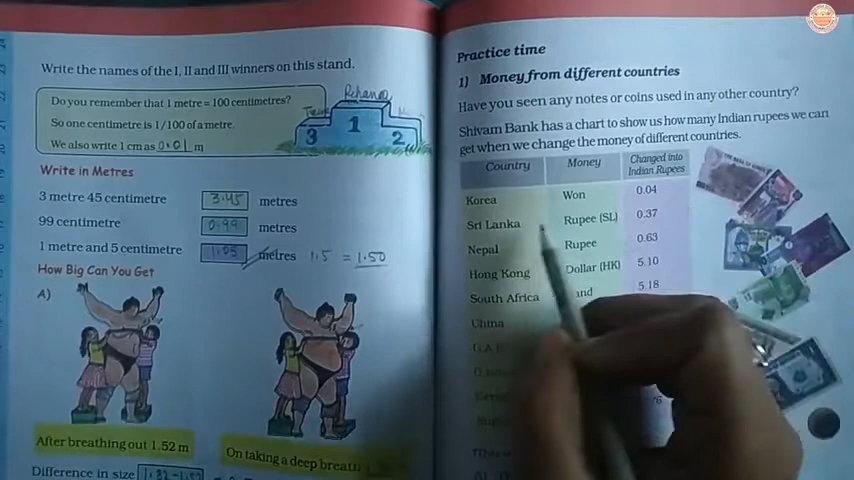 Write the names of the I, II and III winners on this stand.
Do you remember that 1 metre = 100 centimetres?
So one centimetre is 1/100 of a metre.
We also write 1 cm as 0.01 m
Rehana
3 1 2
Write in Metres
3 metre 45 centimetre 3.45 metres
99 centimetre 0.99 metres
1 metre and 5 centimetre 1.05 metres 1.5 = 1.50
How Big Can You Get
A)
After breathing out 1.52 m
On taking a deep breath
Difference in size
Practice time
1) Money from different countries
Have you seen any notes or coins used in any other country?
Shivam Bank has a chart to show us how many Indian rupees we can
get when we change the money of different countries.
Country Money Changed into
Indian Rupees
Korea Won 0.04
Sri Lanka Rupee (SL) 0.37
Nepal Rupee 0.63
Hong Kong Dollar (HK) 5.10
South Africa 5.18
China